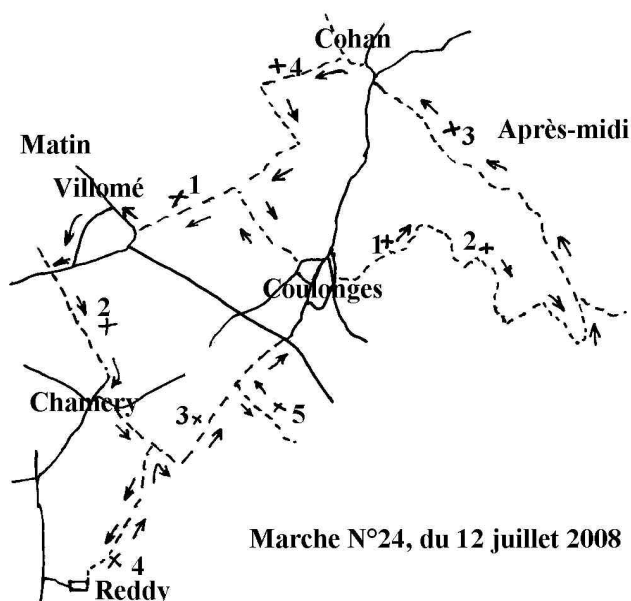 Cohan
4
3
Après-midi
Matin
Villomé
1
1
2
Coulonges
2
Chamery
3
5
4
Reddy
Marche N°24, du 12 juillet 2008